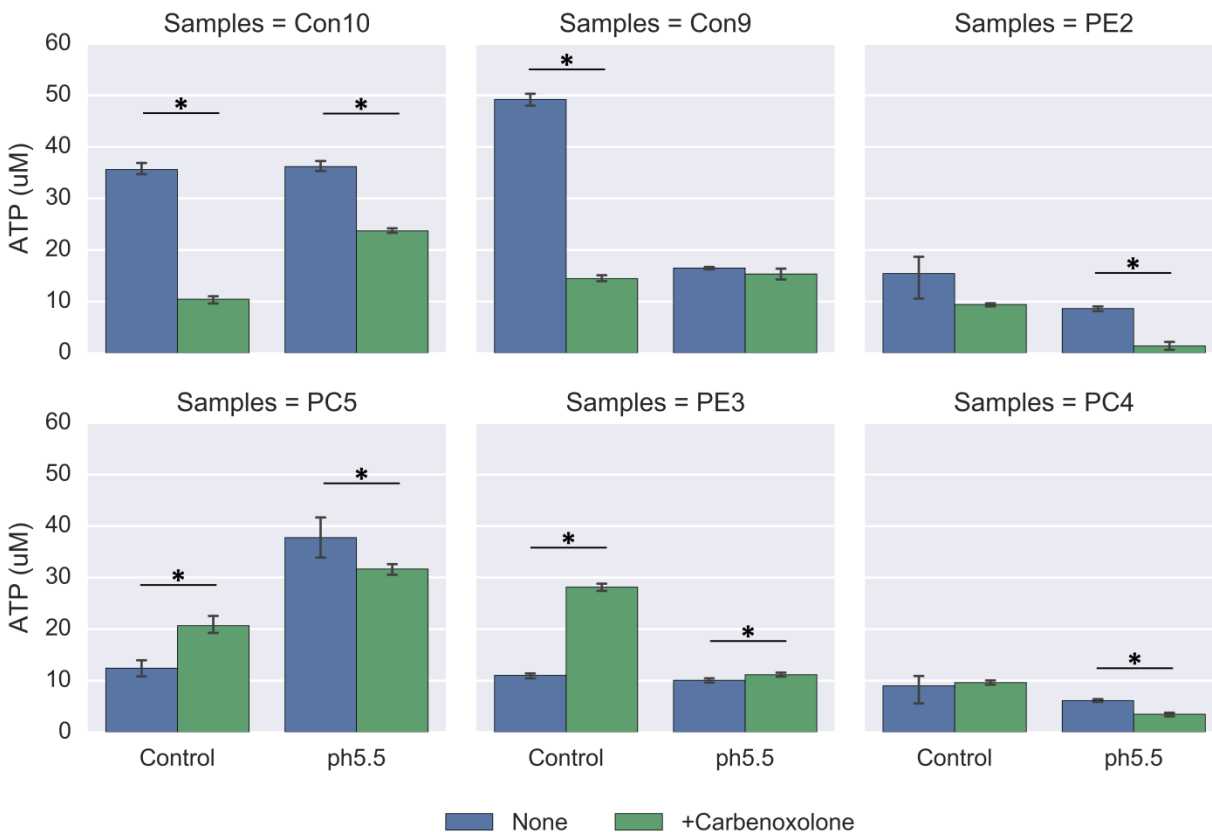 Samples = Con10
Samples = Con9
Samples = PE2
60
50
40
30
20
10
0
ATP (uM)
*
*
*
*
Samples = PC5
Samples = PE3
Samples = PC4
60
50
40
30
20
10
0
ATP (uM)
*
*
*
*
*
Control
ph5.5
Control
ph5.5
Control
ph5.5
None
+Carbenoxolone